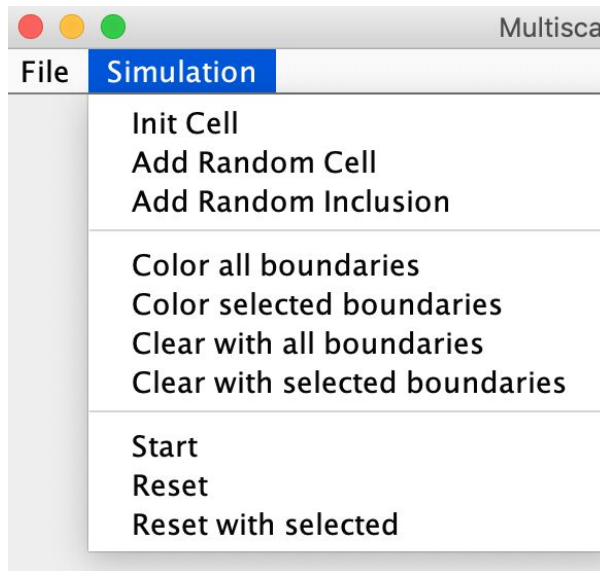 Multisca
File Simulation
Init Cell
Add Random Cell
Add Random Inclusion
Color all boundaries
Color selected boundaries
Clear with all boundaries
Clear with selected boundaries
Start
Reset
Reset with selected